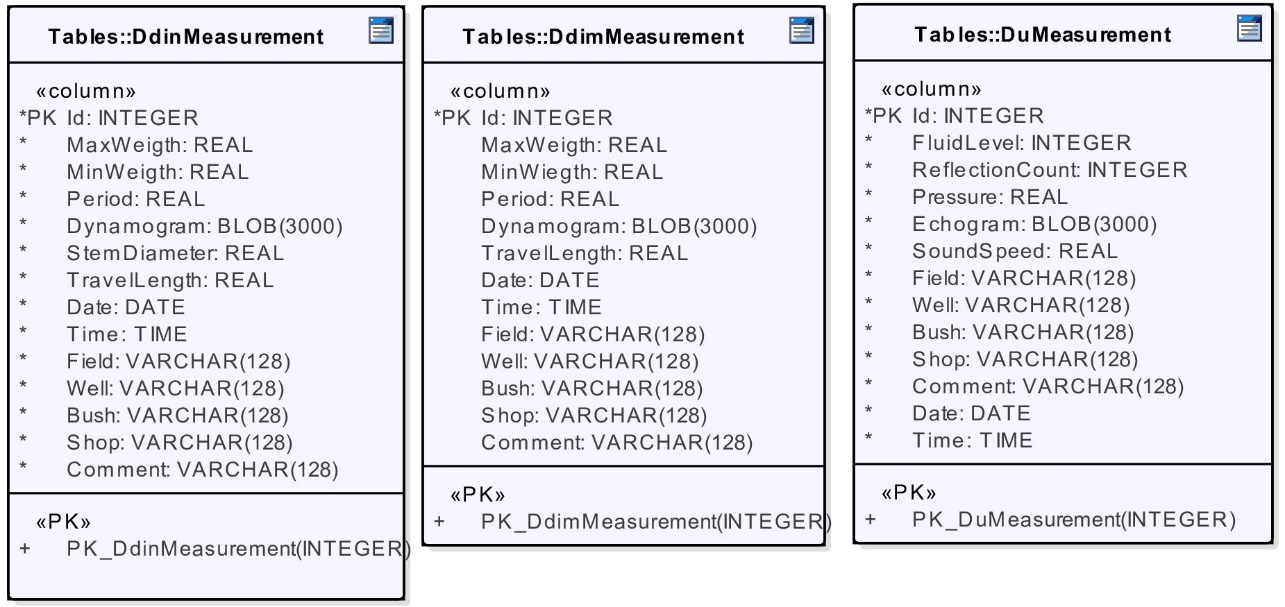 Tables::DdinMeasurement
«column»
*PK Id: INTEGER
* MaxWeigth: REAL
* MinWeigth: REAL
* Period: REAL
* Dynamogram: BLOB(3000)
* StemDiameter: REAL
* TravelLength: REAL
* Date: DATE
* Time: TIME
* Field: VARCHAR(128)
* Well: VARCHAR(128)
* Bush: VARCHAR(128)
* Shop: VARCHAR(128)
* Comment: VARCHAR(128)
«PK»
+ PK_DdinMeasurement(INTEGER)
Tables::DdimMeasurement
«column»
*PK Id: INTEGER
MaxWeigth: REAL
MinWiegth: REAL
Period: REAL
Dynamogram: BLOB(3000)
TravelLength: REAL
Date: DATE
Time: TIME
Field: VARCHAR(128)
Well: VARCHAR(128)
Bush: VARCHAR(128)
Shop: VARCHAR(128)
Comment: VARCHAR(128)
«PK»
+ PK_DdimMeasurement(INTEGER)
Tables::DuMeasurement
«column»
*PK Id: INTEGER
* FluidLevel: INTEGER
* ReflectionCount: INTEGER
* Pressure: REAL
* Echogram: BLOB(3000)
* SoundSpeed: REAL
* Field: VARCHAR(128)
* Well: VARCHAR(128)
* Bush: VARCHAR(128)
* Shop: VARCHAR(128)
* Comment: VARCHAR(128)
* Date: DATE
* Time: TIME
«PK»
+ PK_DuMeasurement(INTEGER)